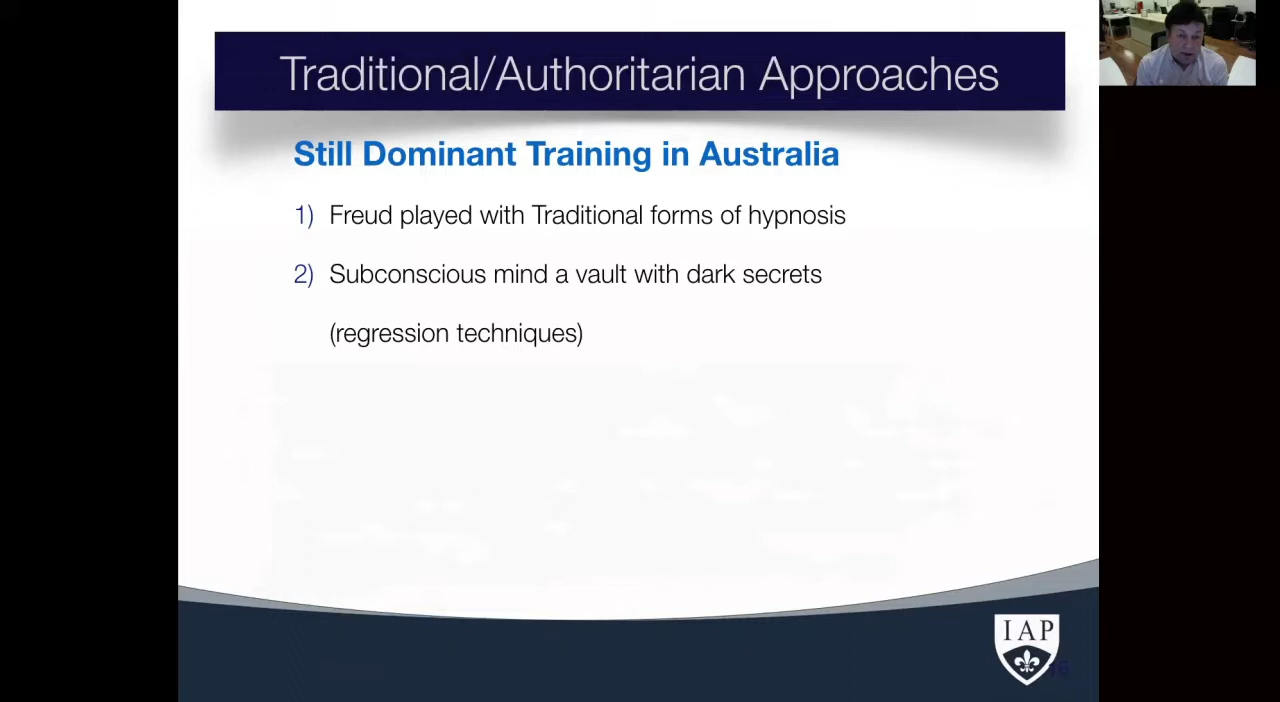 Traditional/Authoritarian Approaches
Still Dominant Training in Australia
1) Freud played with Traditional forms of hypnosis
2) Subconscious mind a vault with dark secrets
(regression techniques)
IAP
16